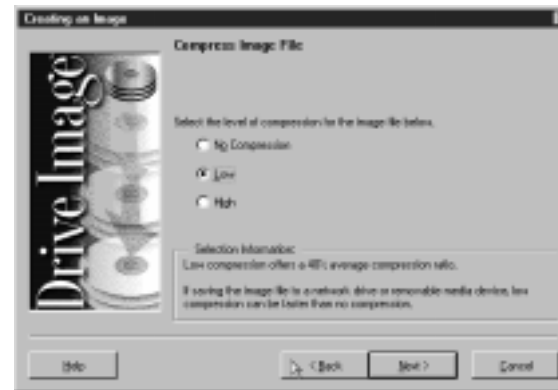 Creating an Image
Drive Image
Compress Image File
Select the level of compression for the image file below.
No Compression
Low
High
Selection Information:
Low compression offers a 40% average compression ratio.
If saving the image file to a network drive or removable media device, low
compression can be faster than no compression.
Help
< Back
Next >
Cancel